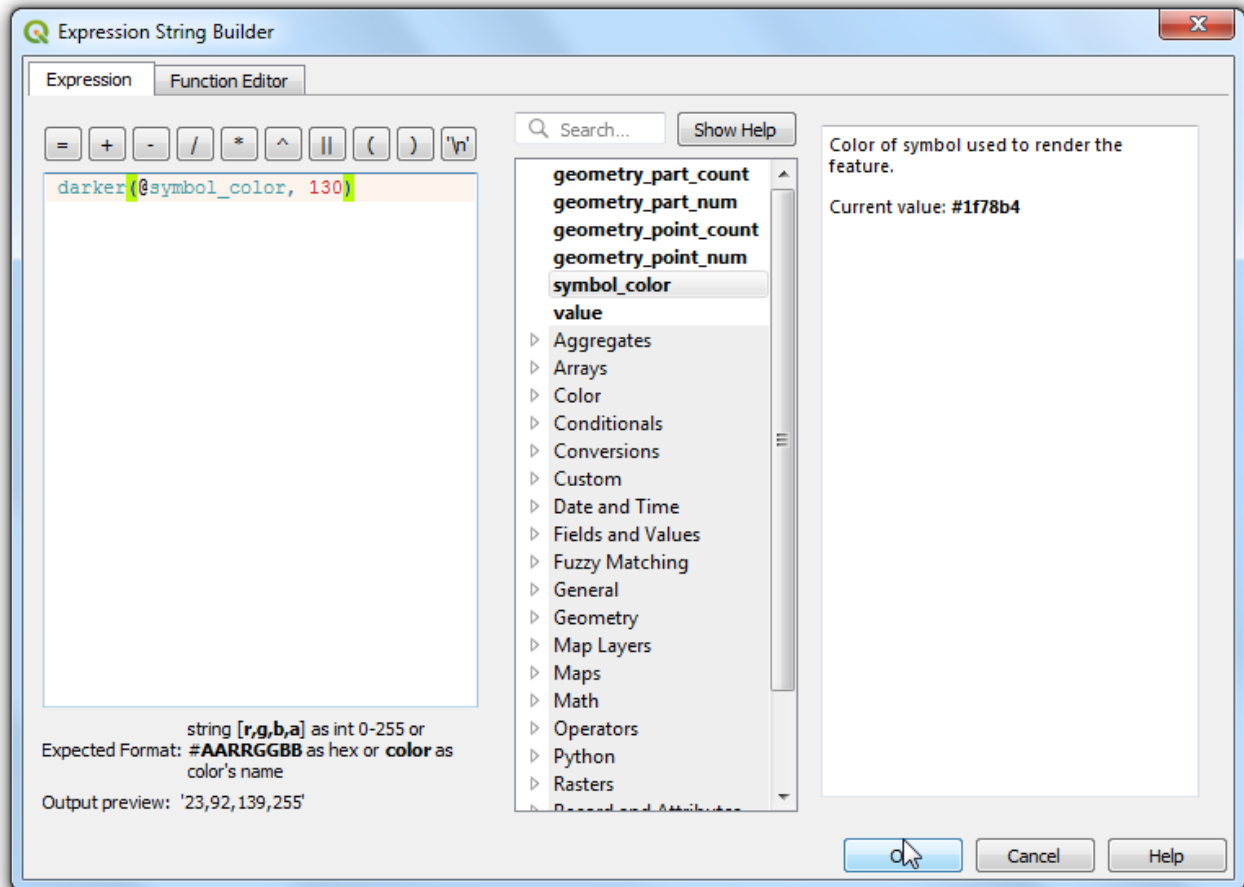 Expression String Builder
Expression
Function Editor
= + - / * ^ || ( ) '\n'
darker(@symbol_color, 130)
string [r,g,b,a] as int 0-255 or
Expected Format: #AARRGGBB as hex or color as
color's name
Output preview: '23,92,139,255'
Search...
Show Help
geometry_part_count
geometry_part_num
geometry_point_count
geometry_point_num
symbol_color
value
Aggregates
Arrays
Color
Conditionals
Conversions
Custom
Date and Time
Fields and Values
Fuzzy Matching
General
Geometry
Map Layers
Maps
Math
Operators
Python
Rasters
Record and Attributes
Color of symbol used to render the
feature.
Current value: #1f78b4
Cancel
Help